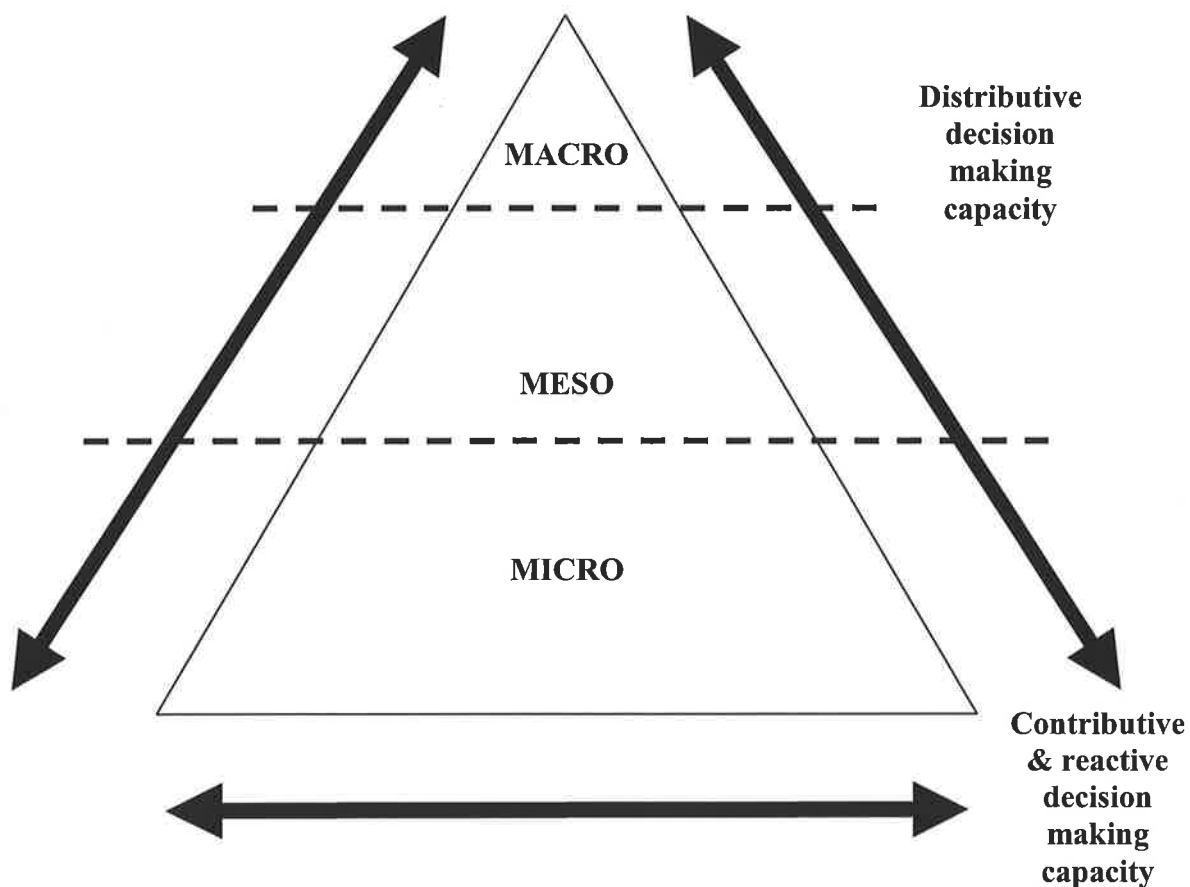 Distributive
decision
making
capacity
MACRO
MESO
MICRO
Contributive
& reactive
decision
making
capacity